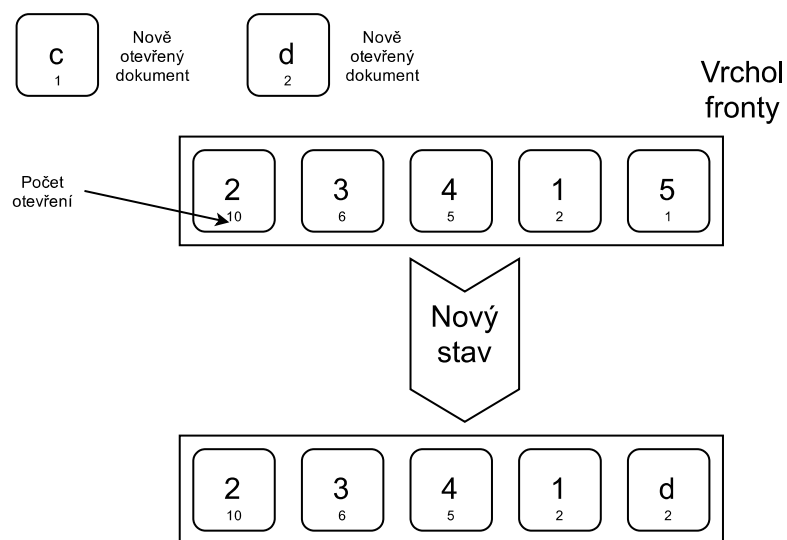 c
1
Nově
otevřený
dokument
d
2
Nově
otevřený
dokument
Vrchol
fronty
Počet
otevření
2
10
3
6
4
5
1
2
5
1
Nový
stav
2
10
3
6
4
5
1
2
d
2